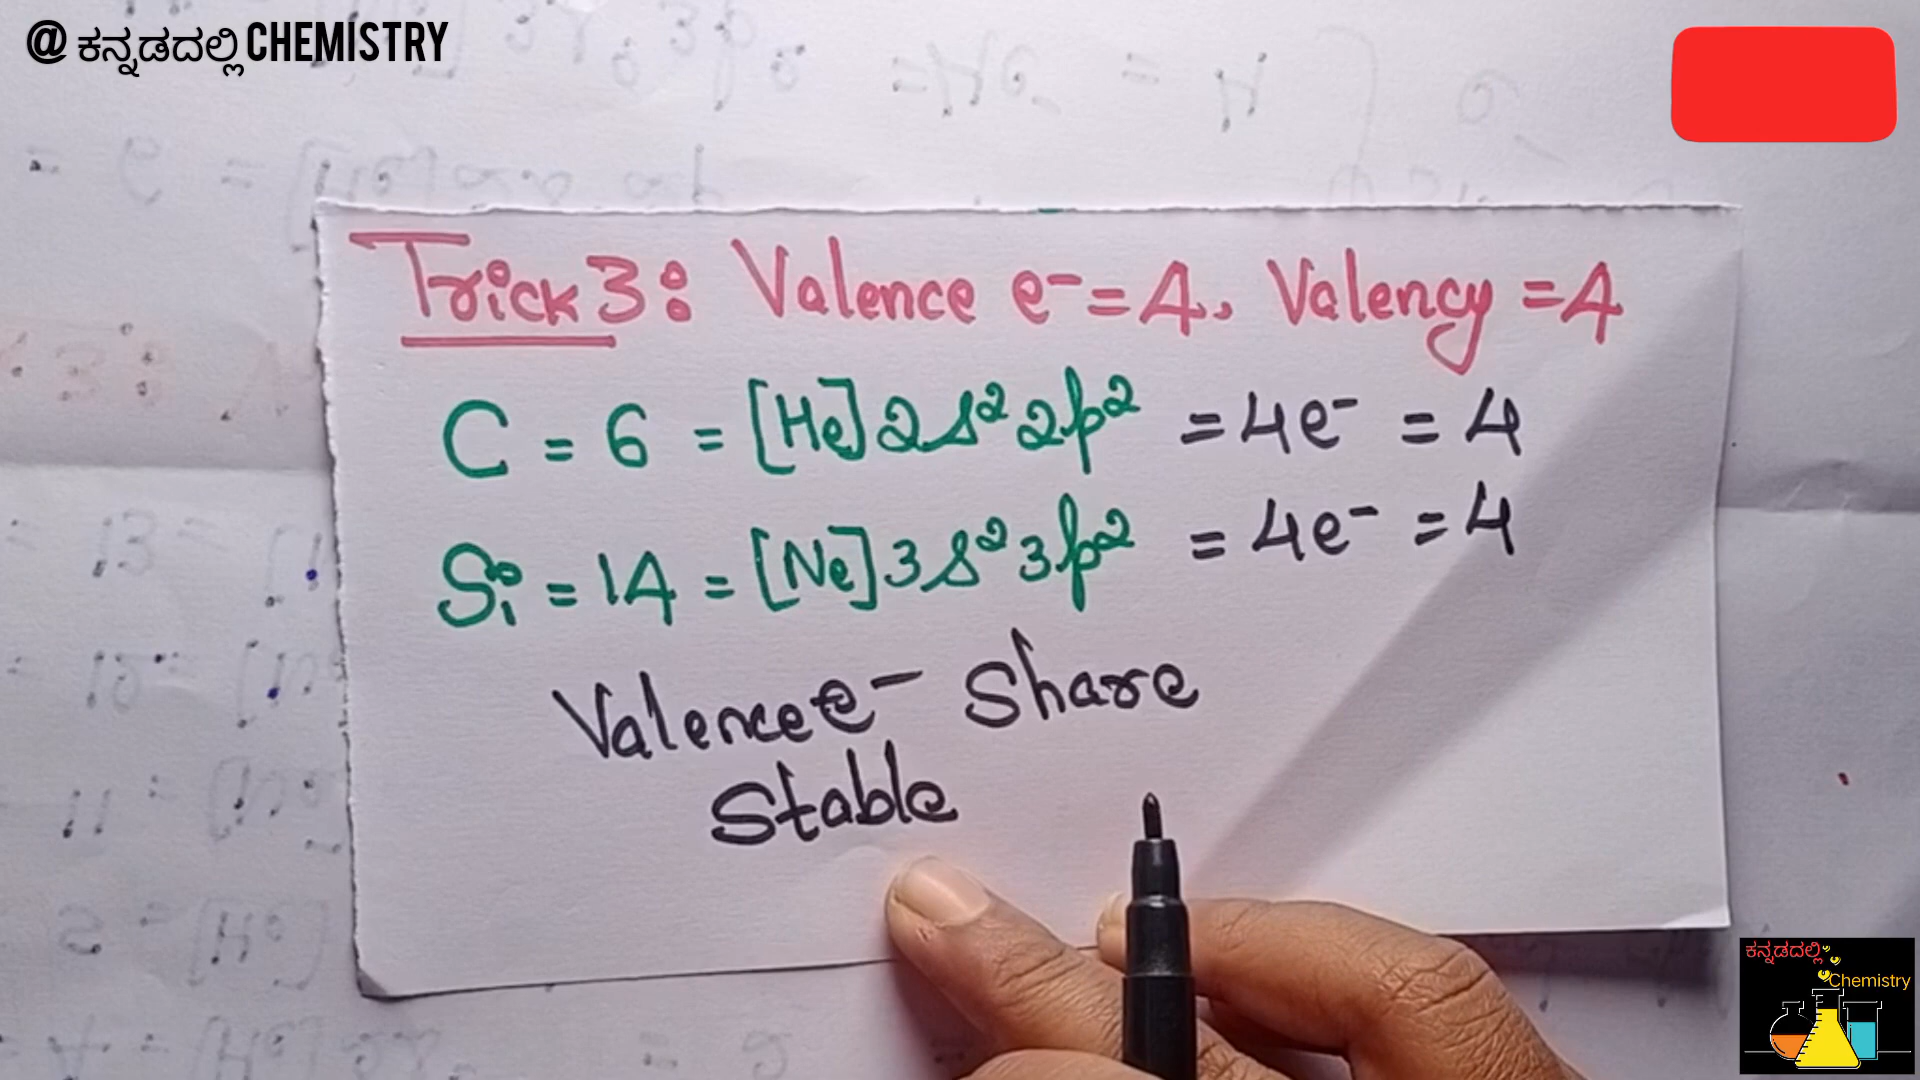 @ ಕನ್ನಡದಲ್ಲಿ CHEMISTRY
Trick 3: Valence e⁻ = 4, Valency = 4
C = 6 = [He] 2s² 2p² = 4e⁻ = 4
Si = 14 = [Ne] 3s² 3p² = 4e⁻ = 4
Valence e⁻ Share
Stable
ಕನ್ನಡದಲ್ಲಿ
Chemistry